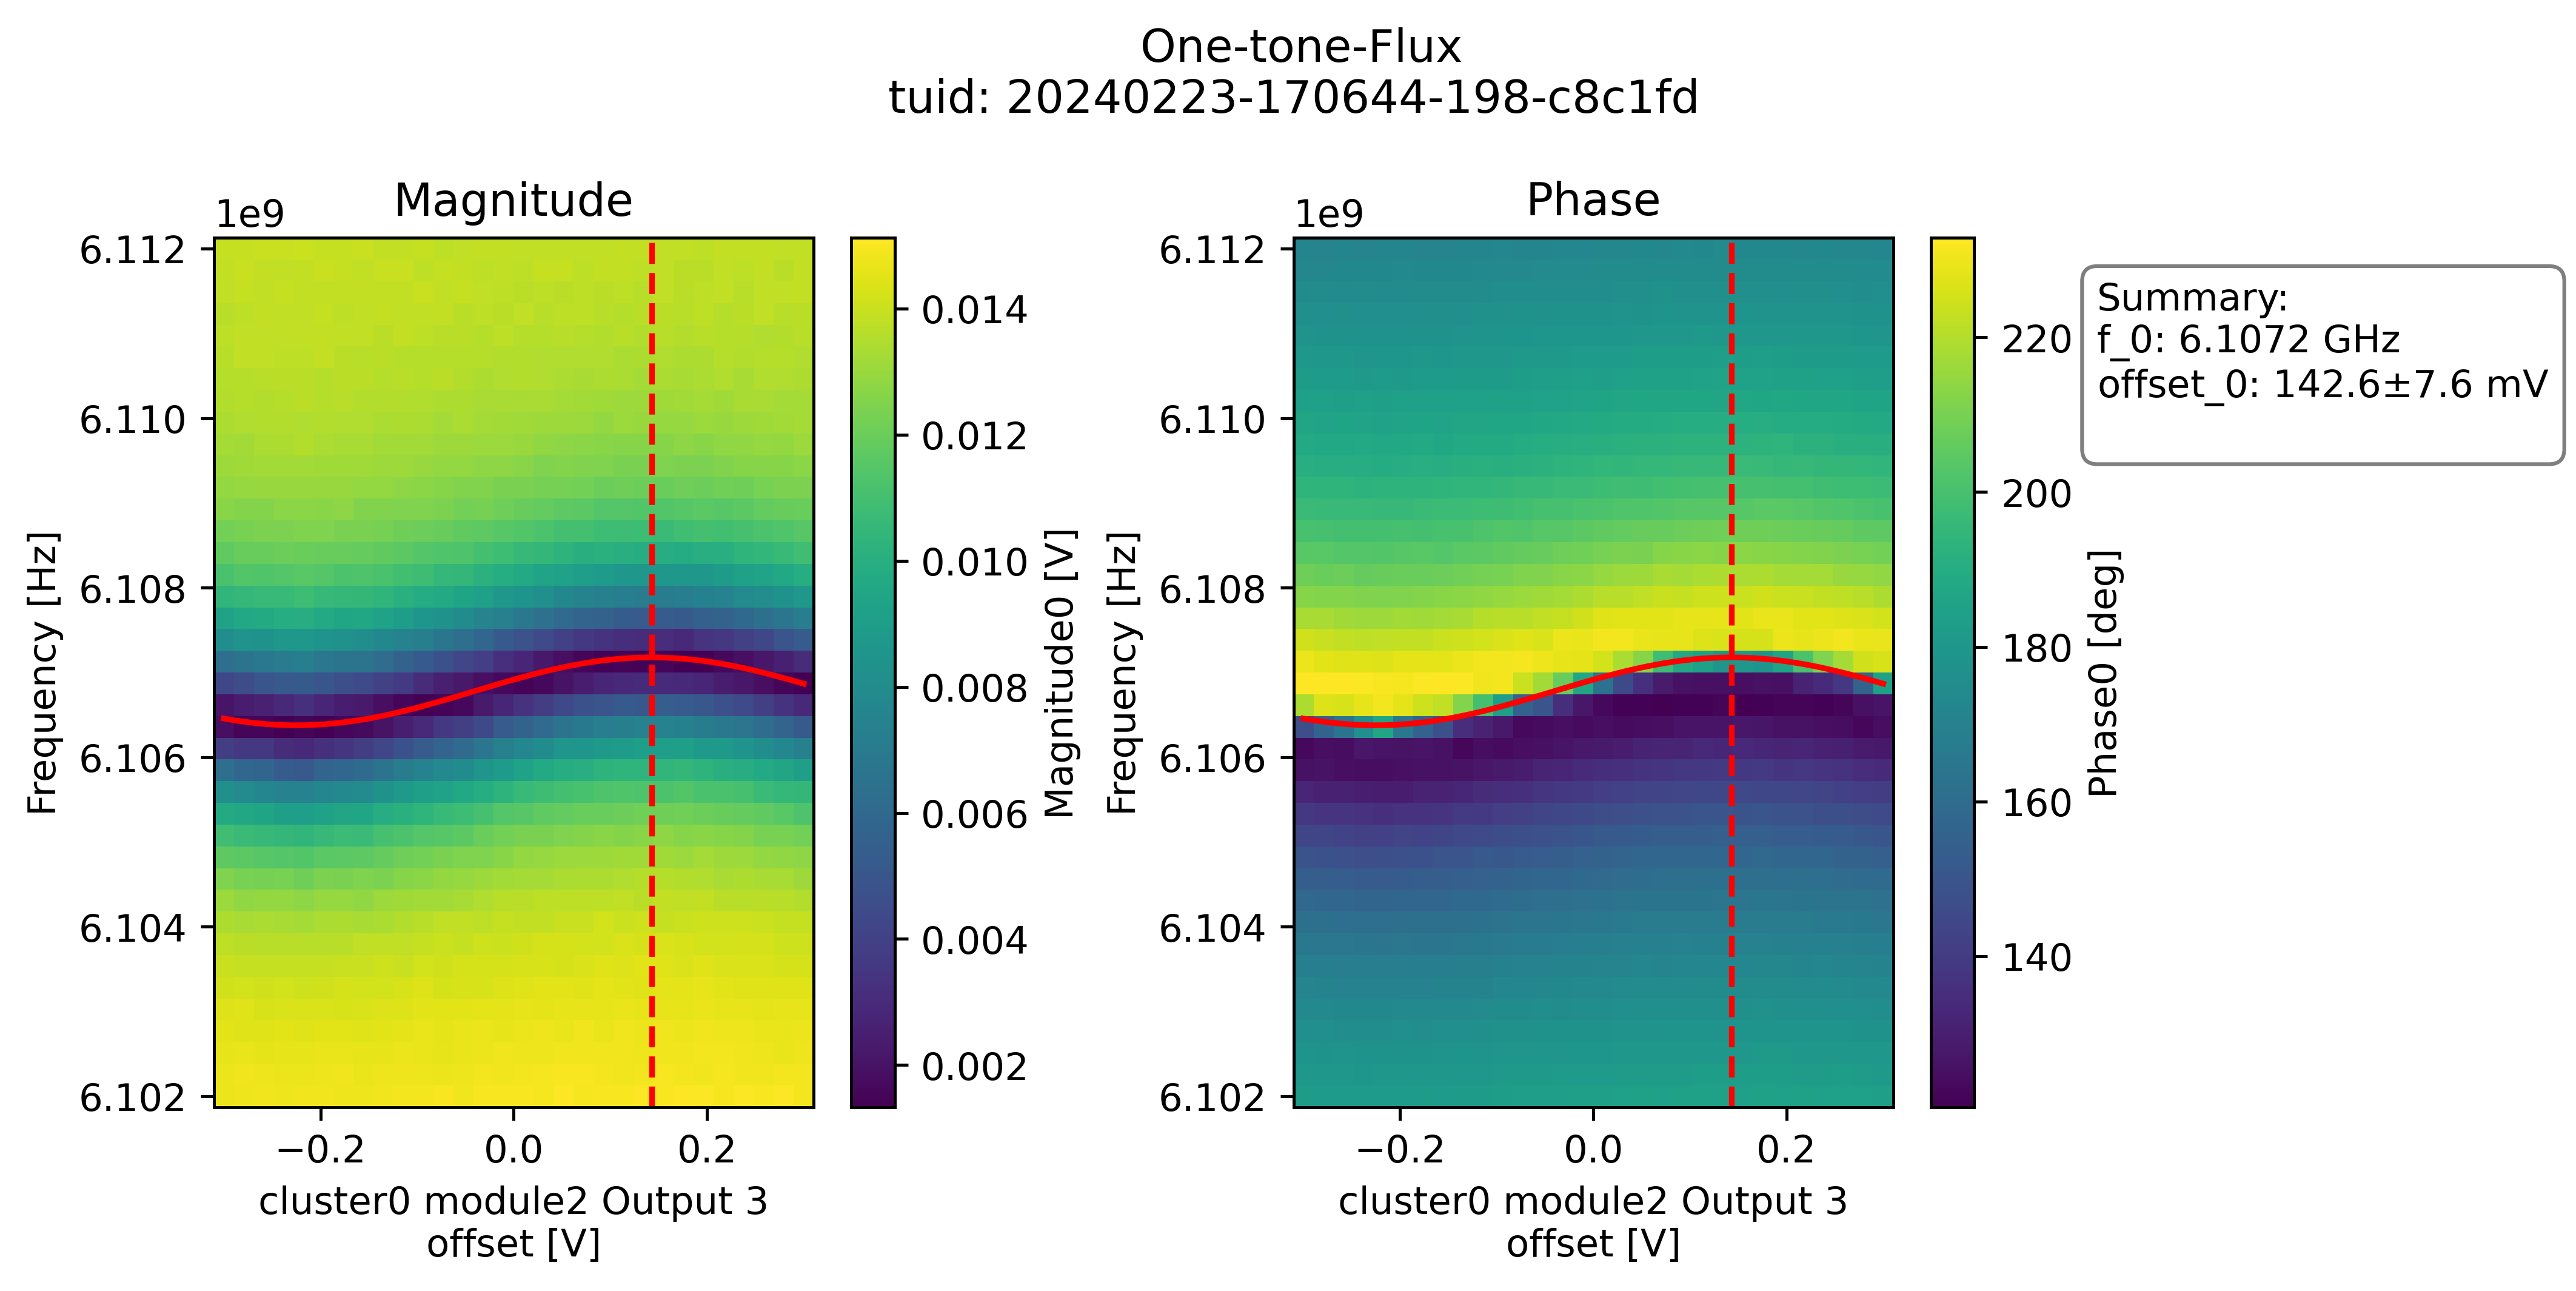 One-tone-Flux
tuid: 20240223-170644-198-c8c1fd
Magnitude
1e9
6.112
6.110
6.108
6.106
6.104
6.102
Frequency [Hz]
−0.2 0.0 0.2
cluster0 module2 Output 3
offset [V]
0.014
0.012
0.010
0.008
0.006
0.004
0.002
Magnitude0 [V]
Phase
1e9
6.112
6.110
6.108
6.106
6.104
6.102
Frequency [Hz]
−0.2 0.0 0.2
cluster0 module2 Output 3
offset [V]
220
200
180
160
140
Phase0 [deg]
Summary:
f_0: 6.1072 GHz
offset_0: 142.6±7.6 mV